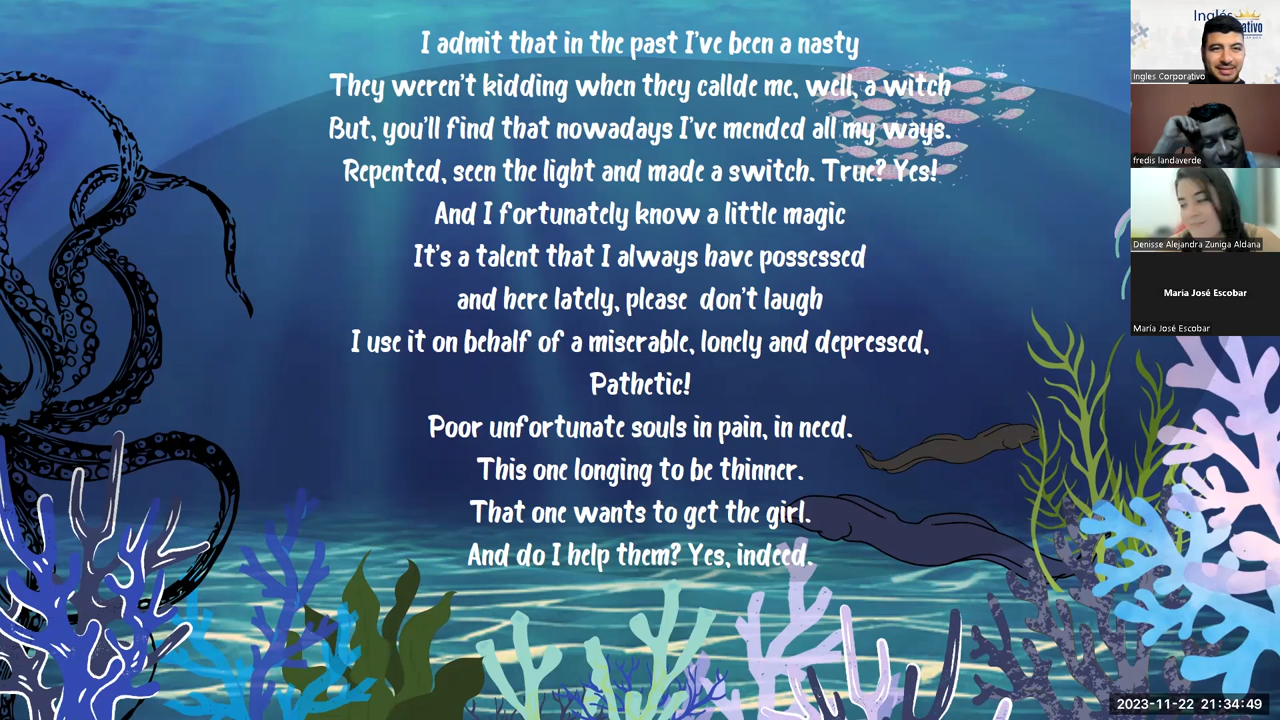 I admit that in the past I've been a nasty
They weren't kidding when they callde me, well, a witch
But, you'll find that nowadays I've mended all my ways.
Repented, seen the light and made a switch. True? Yes!
And I fortunately know a little magic
It's a talent that I always have possessed
and here lately, please don't laugh
I use it on behalf of a miserable, lonely and depressed,
Pathetic!
Poor unfortunate souls in pain, in need.
This one longing to be thinner.
That one wants to get the girl.
And do I help them? Yes, indeed.
Inglés
Ingles Corporativo
fredis landaverde
Denisse Alejandra Zuniga Aldana
Maria José Escobar
María José Escobar
2023-11-22 21:34:49